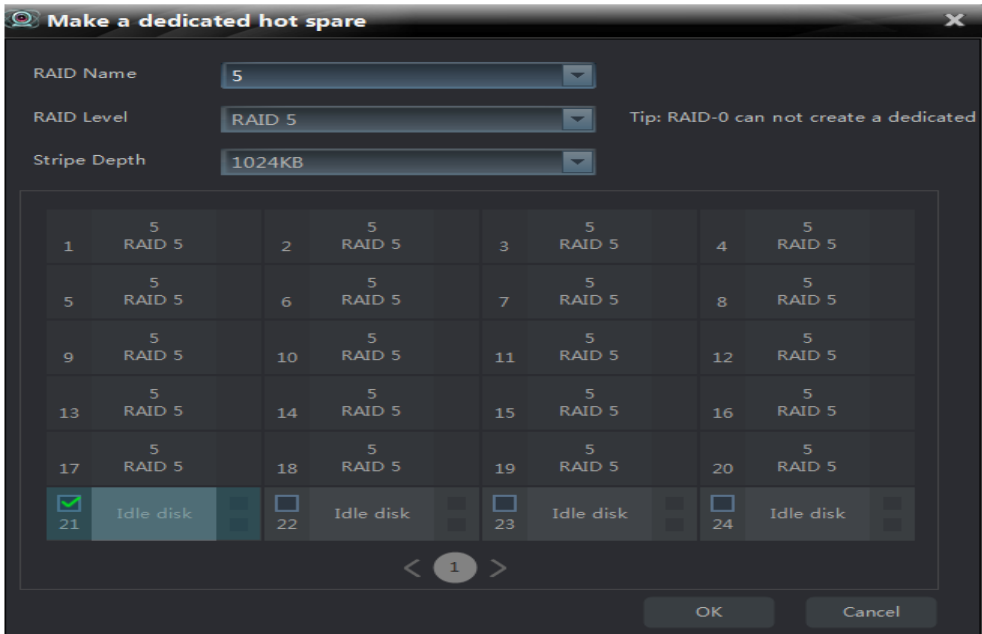 Make a dedicated hot spare
RAID Name 5
RAID Level RAID 5 Tip: RAID-0 can not create a dedicated
Stripe Depth 1024KB
1 5 RAID 5 2 5 RAID 5 3 5 RAID 5 4 5 RAID 5
5 5 RAID 5 6 5 RAID 5 7 5 RAID 5 8 5 RAID 5
9 5 RAID 5 10 5 RAID 5 11 5 RAID 5 12 5 RAID 5
13 5 RAID 5 14 5 RAID 5 15 5 RAID 5 16 5 RAID 5
17 5 RAID 5 18 5 RAID 5 19 5 RAID 5 20 5 RAID 5
21 Idle disk 22 Idle disk 23 Idle disk 24 Idle disk
< 1 >
OK Cancel